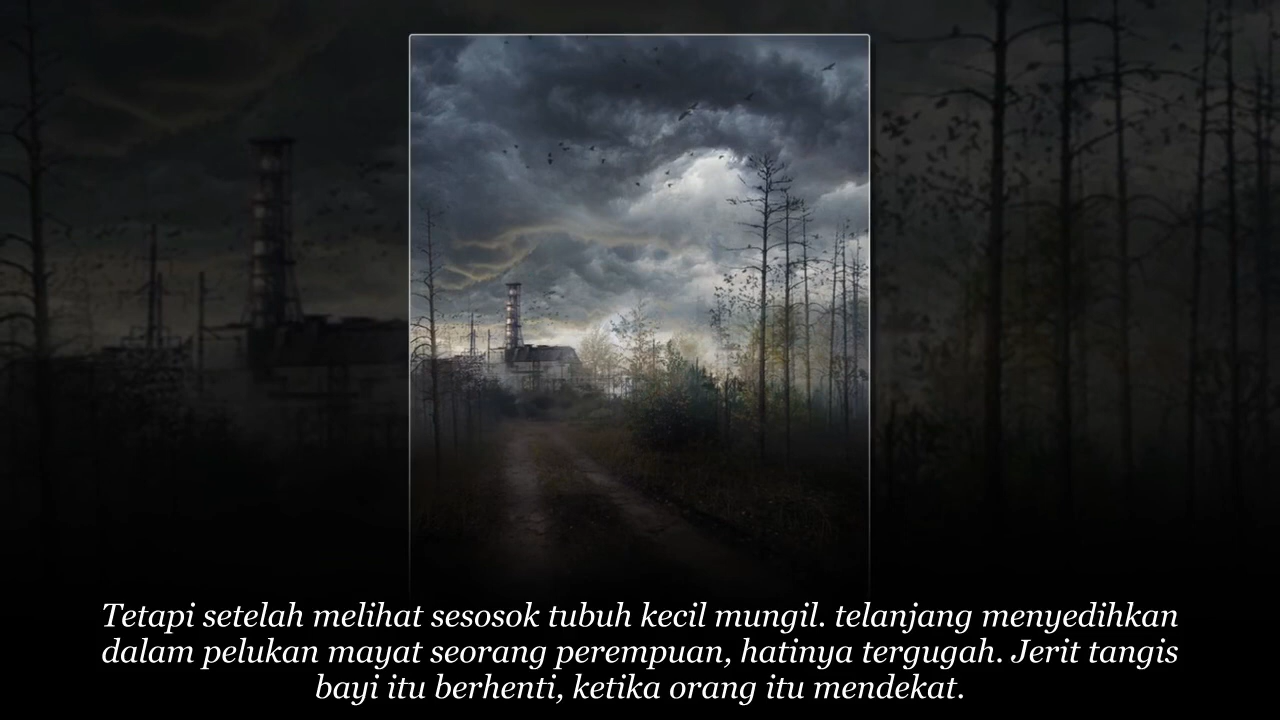 Tetapi setelah melihat sesosok tubuh kecil mungil. telanjang menyedihkan
dalam pelukan mayat seorang perempuan, hatinya tergugah. Jerit tangis
bayi itu berhenti, ketika orang itu mendekat.